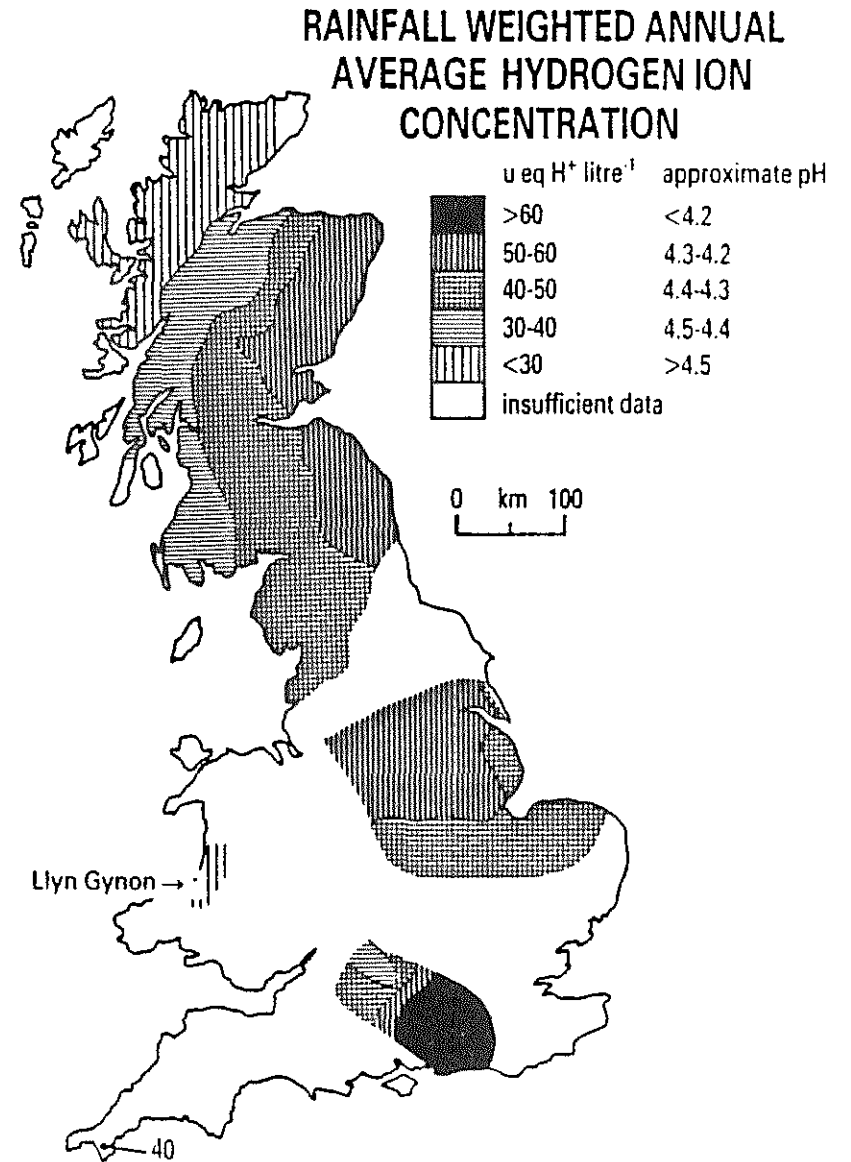 RAINFALL WEIGHTED ANNUAL
AVERAGE HYDROGEN ION
CONCENTRATION
u eq H⁺ litre⁻¹ approximate pH
>60 <4.2
50-60 4.3-4.2
40-50 4.4-4.3
30-40 4.5-4.4
<30 >4.5
insufficient data
0 km 100
Llyn Gynon →
40